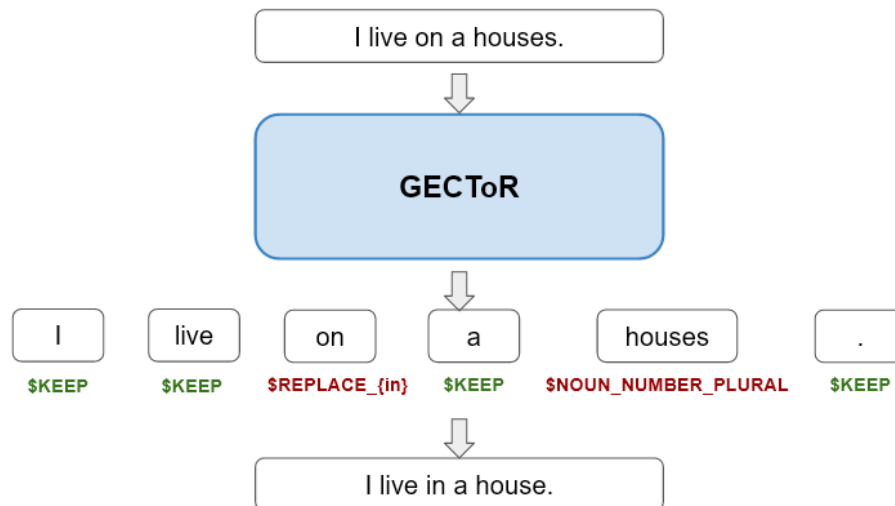 I live on a houses.
GECToR
I live on a houses .
$KEEP $KEEP $REPLACE_{in} $KEEP $NOUN_NUMBER_PLURAL $KEEP
I live in a house.